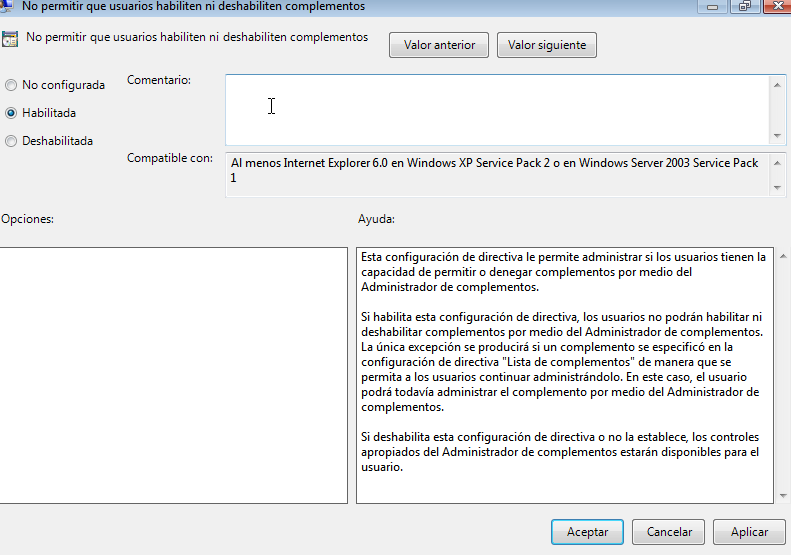 No permitir que usuarios habiliten ni deshabiliten complementos
No permitir que usuarios habiliten ni deshabiliten complementos
Valor anterior
Valor siguiente
No configurada
Habilitada
Deshabilitada
Comentario:
Compatible con:
Al menos Internet Explorer 6.0 en Windows XP Service Pack 2 o en Windows Server 2003 Service Pack
1
Opciones:
Ayuda:
Esta configuración de directiva le permite administrar si los usuarios tienen la
capacidad de permitir o denegar complementos por medio del
Administrador de complementos.
Si habilita esta configuración de directiva, los usuarios no podrán habilitar ni
deshabilitar complementos por medio del Administrador de complementos.
La única excepción se producirá si un complemento se especificó en la
configuración de directiva "Lista de complementos" de manera que se
permita a los usuarios continuar administrándolo. En este caso, el usuario
podrá todavía administrar el complemento por medio del Administrador de
complementos.
Si deshabilita esta configuración de directiva o no la establece, los controles
apropiados del Administrador de complementos estarán disponibles para el
usuario.
Aceptar
Cancelar
Aplicar